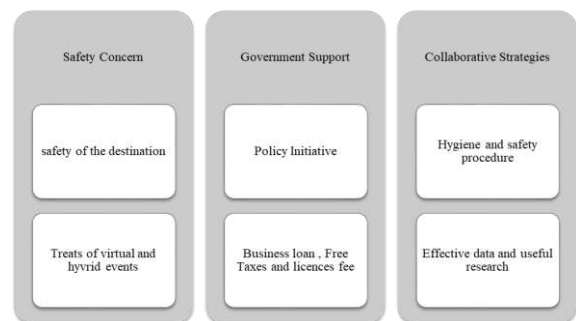 Safety Concern
safety of the destination
Treats of virtual and
hyvrid events
Government Support
Policy Initiative
Business loan , Free
Taxes and licences fee
Collaborative Strategies
Hygiene and safety
procedure
Effective data and useful
research